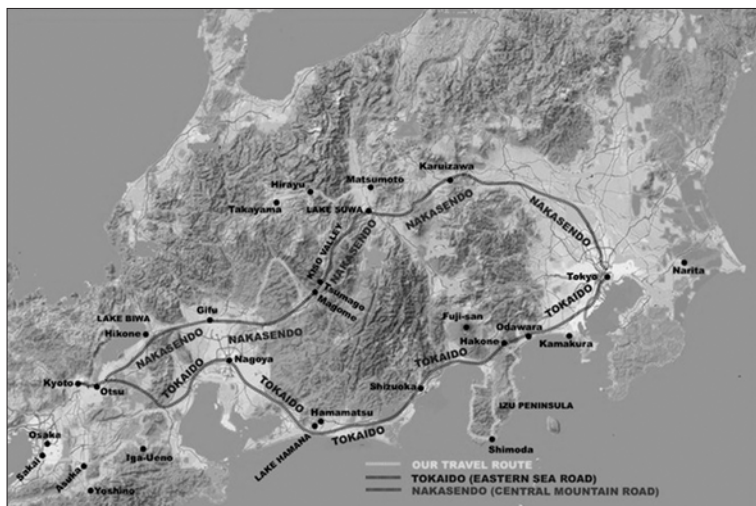 Karuizawa
Matsumoto
Hirayu
Takayama
LAKE SUWA
NAKASENDO
NAKASENDO
KISO VALLEY
NAKASENDO
Narita
Tokyo
TOKAIDO
Tsumago
Magome
Gifu
LAKE BIWA
Hikone
NAKASENDO
NAKASENDO
Fuji-san
Odawara
Hakone
Kamakura
TOKAIDO
Nagoya
Kyoto
Otsu
TOKAIDO
TOKAIDO
Shizuoka
IZU PENINSULA
Hamamatsu
LAKE HAMANA
TOKAIDO
Shimoda
Osaka
Sakai
Iga-Ueno
Asuka
Yoshino
OUR TRAVEL ROUTE
TOKAIDO (EASTERN SEA ROAD)
NAKASENDO (CENTRAL MOUNTAIN ROAD)